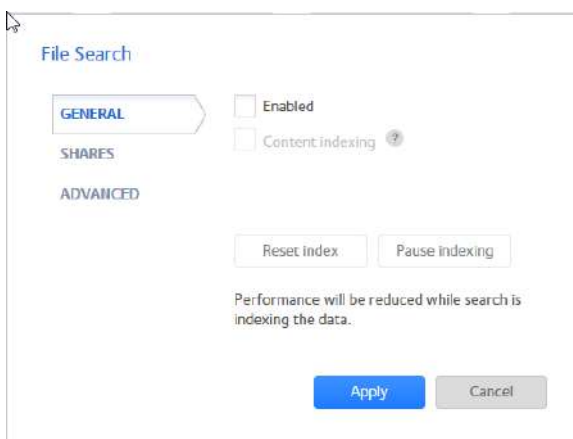 File Search
GENERAL
SHARES
ADVANCED
Enabled
Content indexing ?
Reset index
Pause indexing
Performance will be reduced while search is
indexing the data.
Apply
Cancel